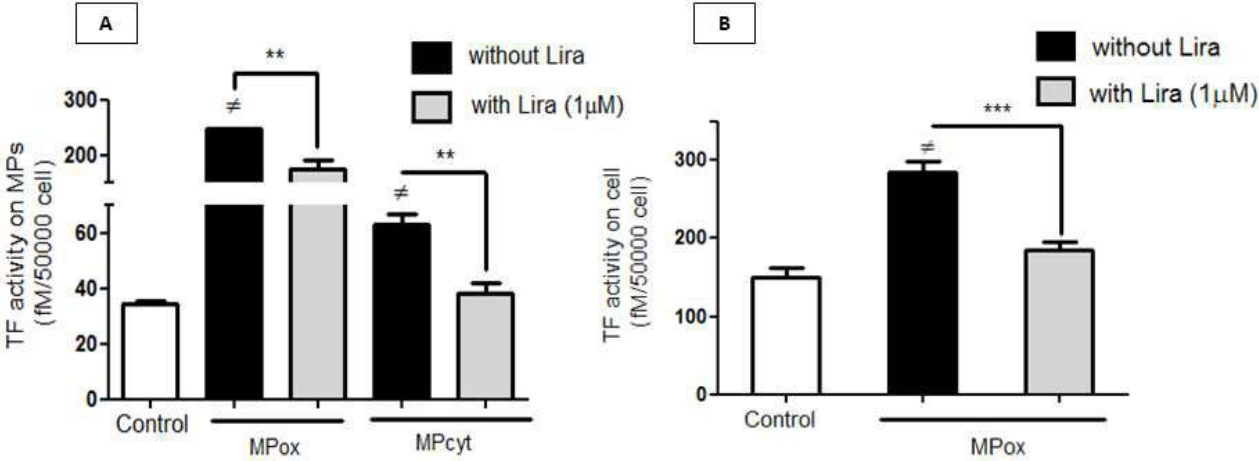 A
**
without Lira
with Lira (1µM)
≠
**
≠
TF activity on MPs
(fM/50000 cell)
300
200
60
40
20
0
Control
MPox
MPcyt
B
without Lira
with Lira (1µM)
***
≠
TF activity on cell
(fM/50000 cell)
300
200
100
0
Control
MPox